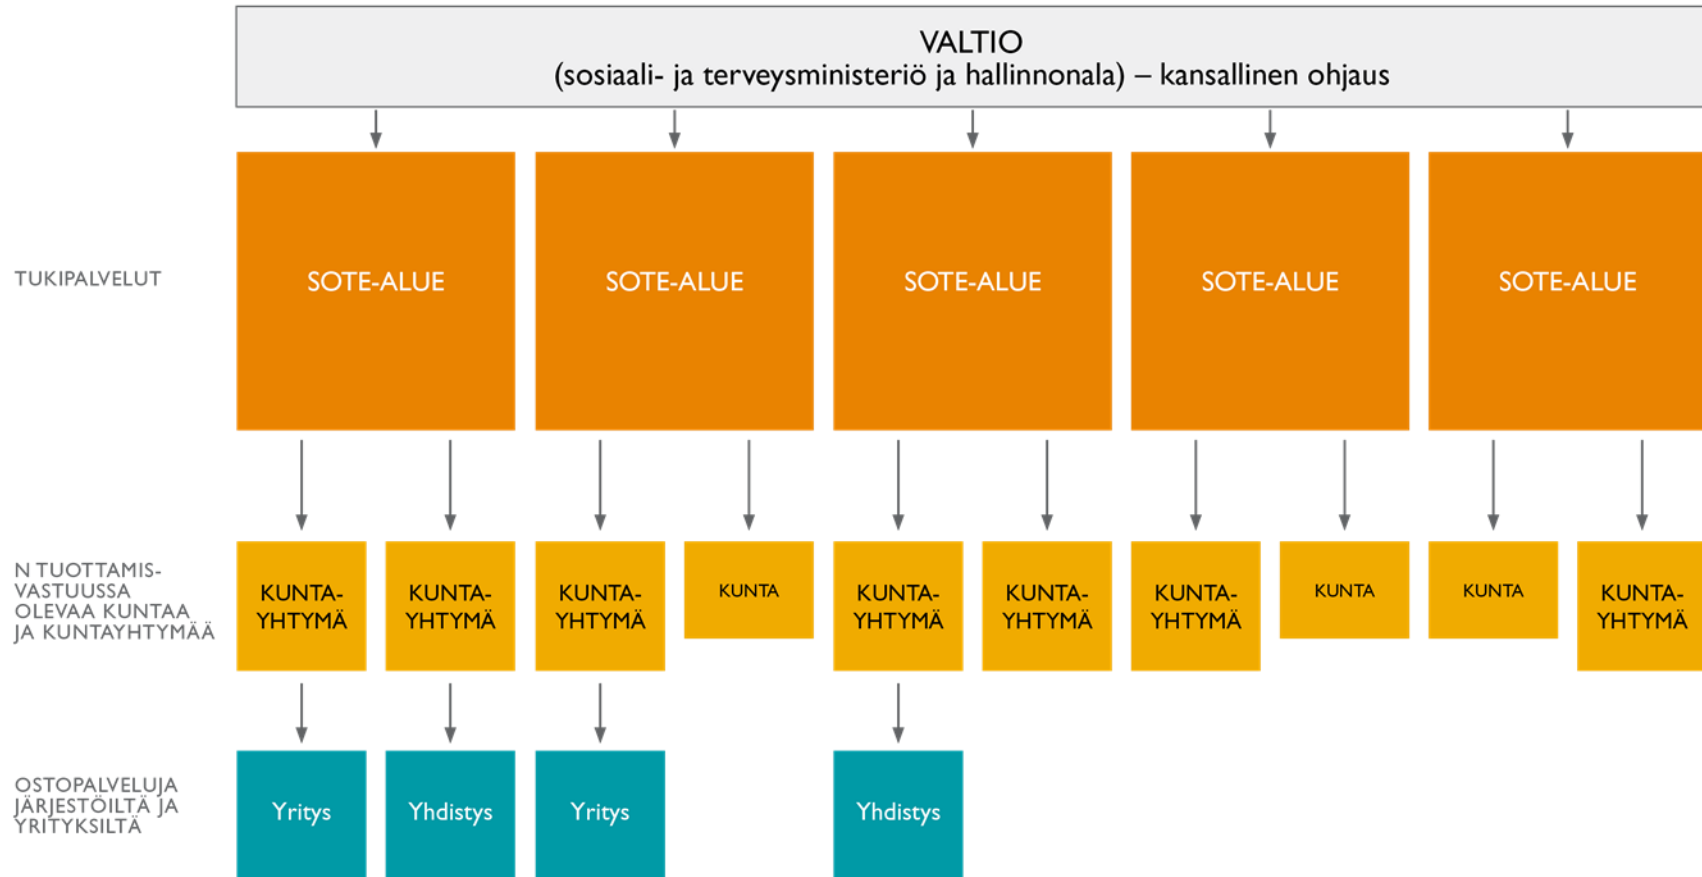 VALTIO
(sosiaali- ja terveysministeriö ja hallinnonala) – kansallinen ohjaus
TUKIPALVELUT
SOTE-ALUE
SOTE-ALUE
SOTE-ALUE
SOTE-ALUE
SOTE-ALUE
N TUOTTAMIS-
VASTUUSSA
OLEVAA KUNTAA
JA KUNTAYHTYMÄÄ
KUNTA-
YHTYMÄ
KUNTA-
YHTYMÄ
KUNTA-
YHTYMÄ
KUNTA
KUNTA-
YHTYMÄ
KUNTA-
YHTYMÄ
KUNTA-
YHTYMÄ
KUNTA
KUNTA
KUNTA-
YHTYMÄ
OSTOPALVELUJA
JÄRJESTÖILTÄ JA
YRITYKSILTÄ
Yritys
Yhdistys
Yritys
Yhdistys